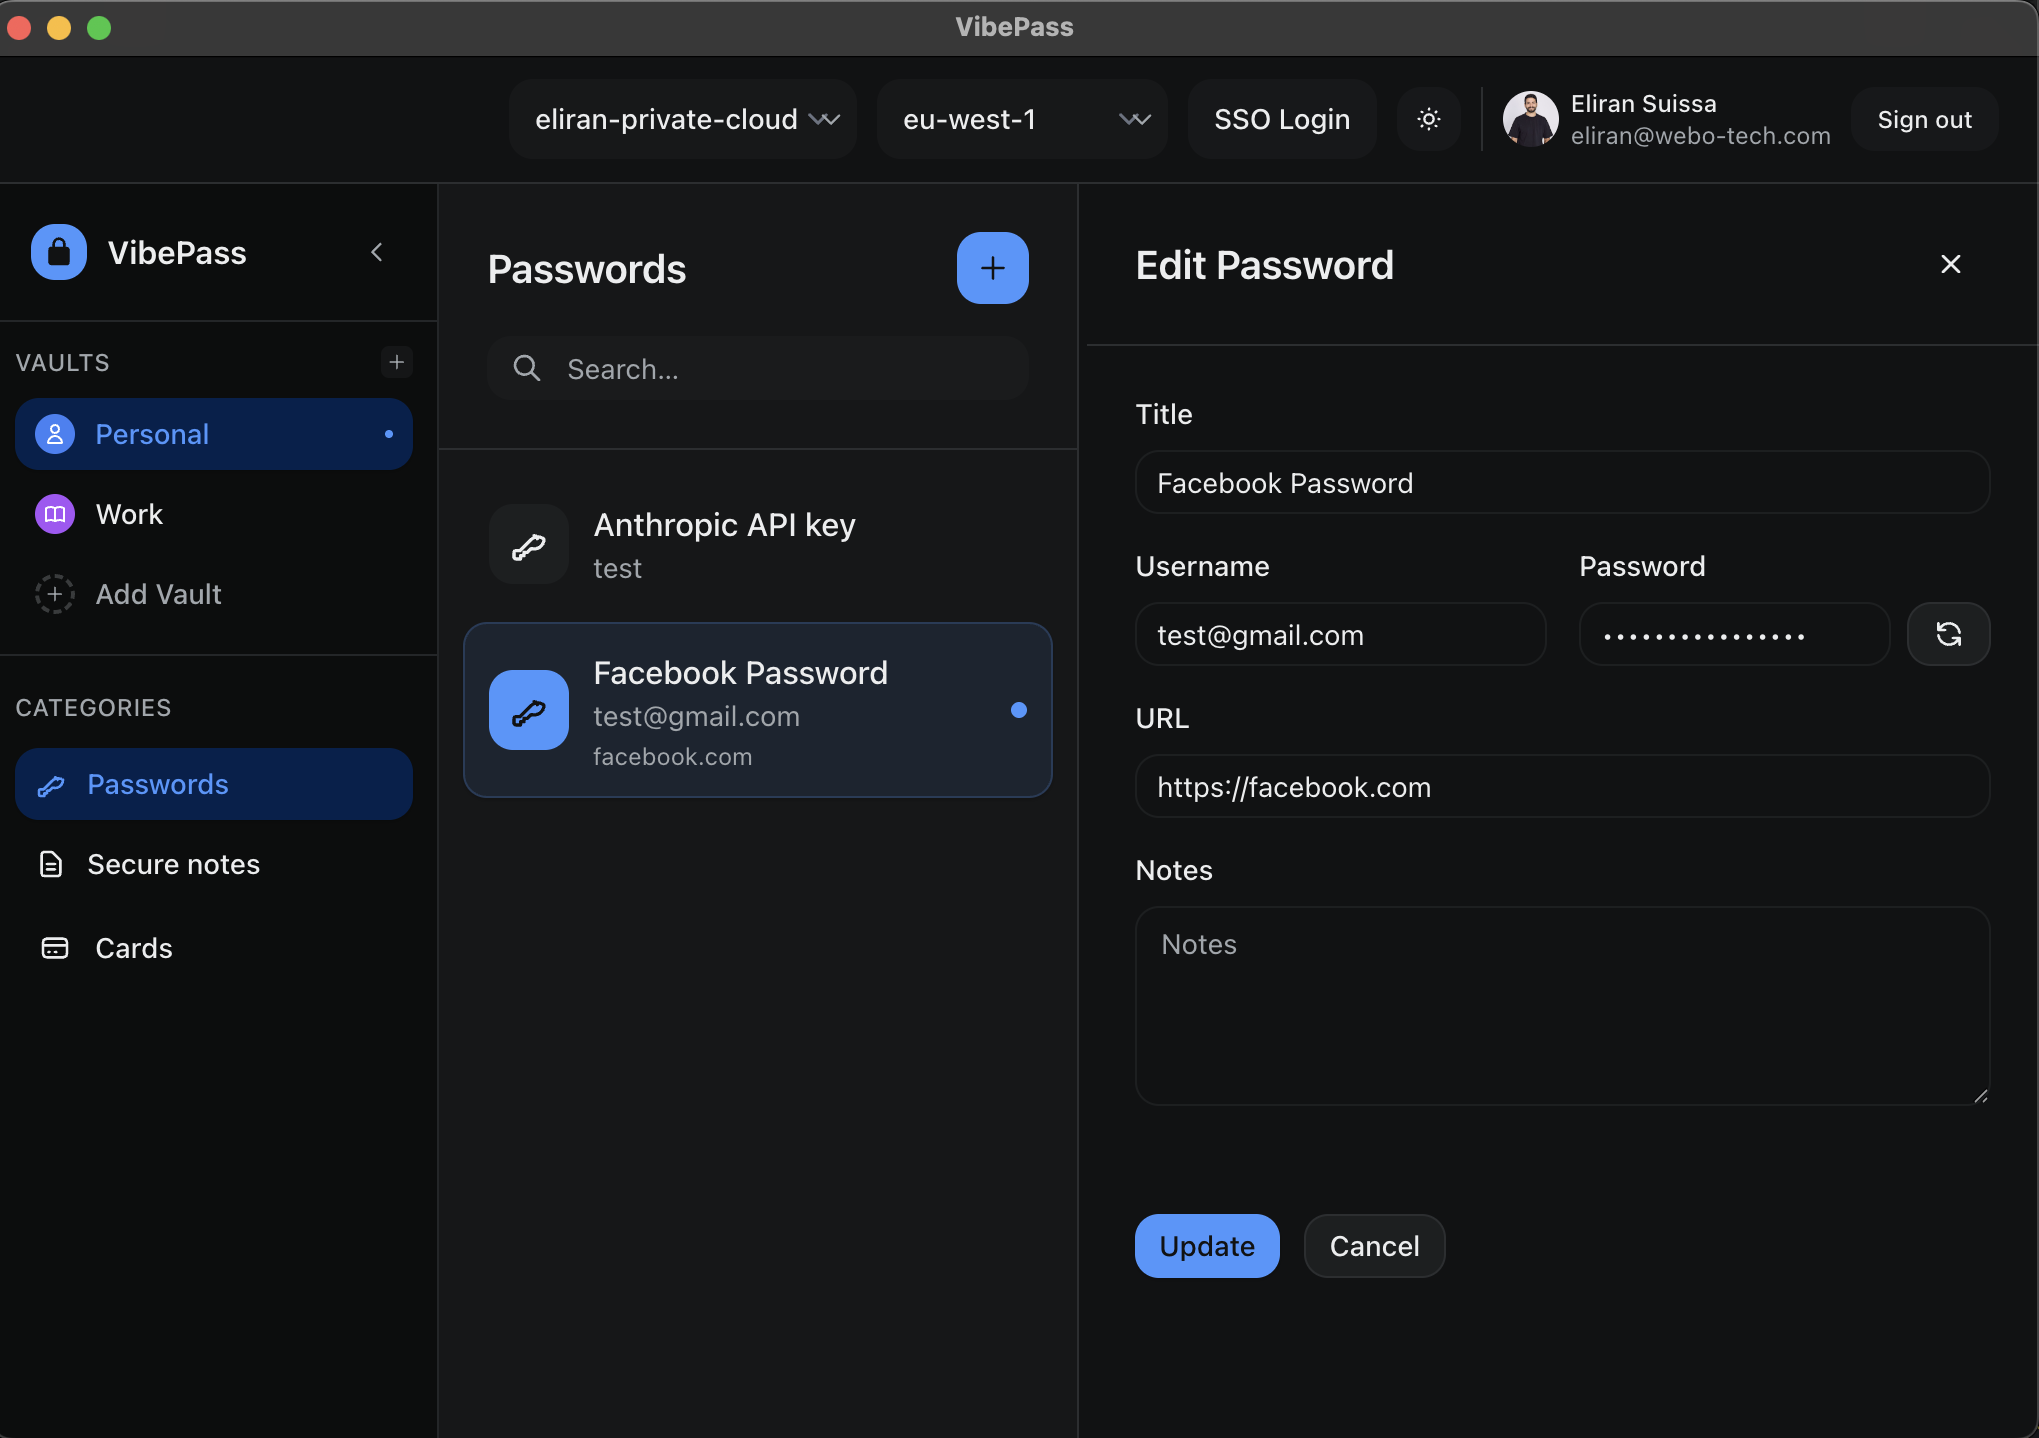 VibePass
eliran-private-cloud
eu-west-1
SSO Login
Eliran Suissa
eliran@webo-tech.com
Sign out
VibePass
VAULTS
Personal
Work
Add Vault
CATEGORIES
Passwords
Secure notes
Cards
Passwords
Search...
Anthropic API key
test
Facebook Password
test@gmail.com
facebook.com
Edit Password
Title
Facebook Password
Username
Password
test@gmail.com
••••••••••••••••
URL
https://facebook.com
Notes
Notes
Update
Cancel